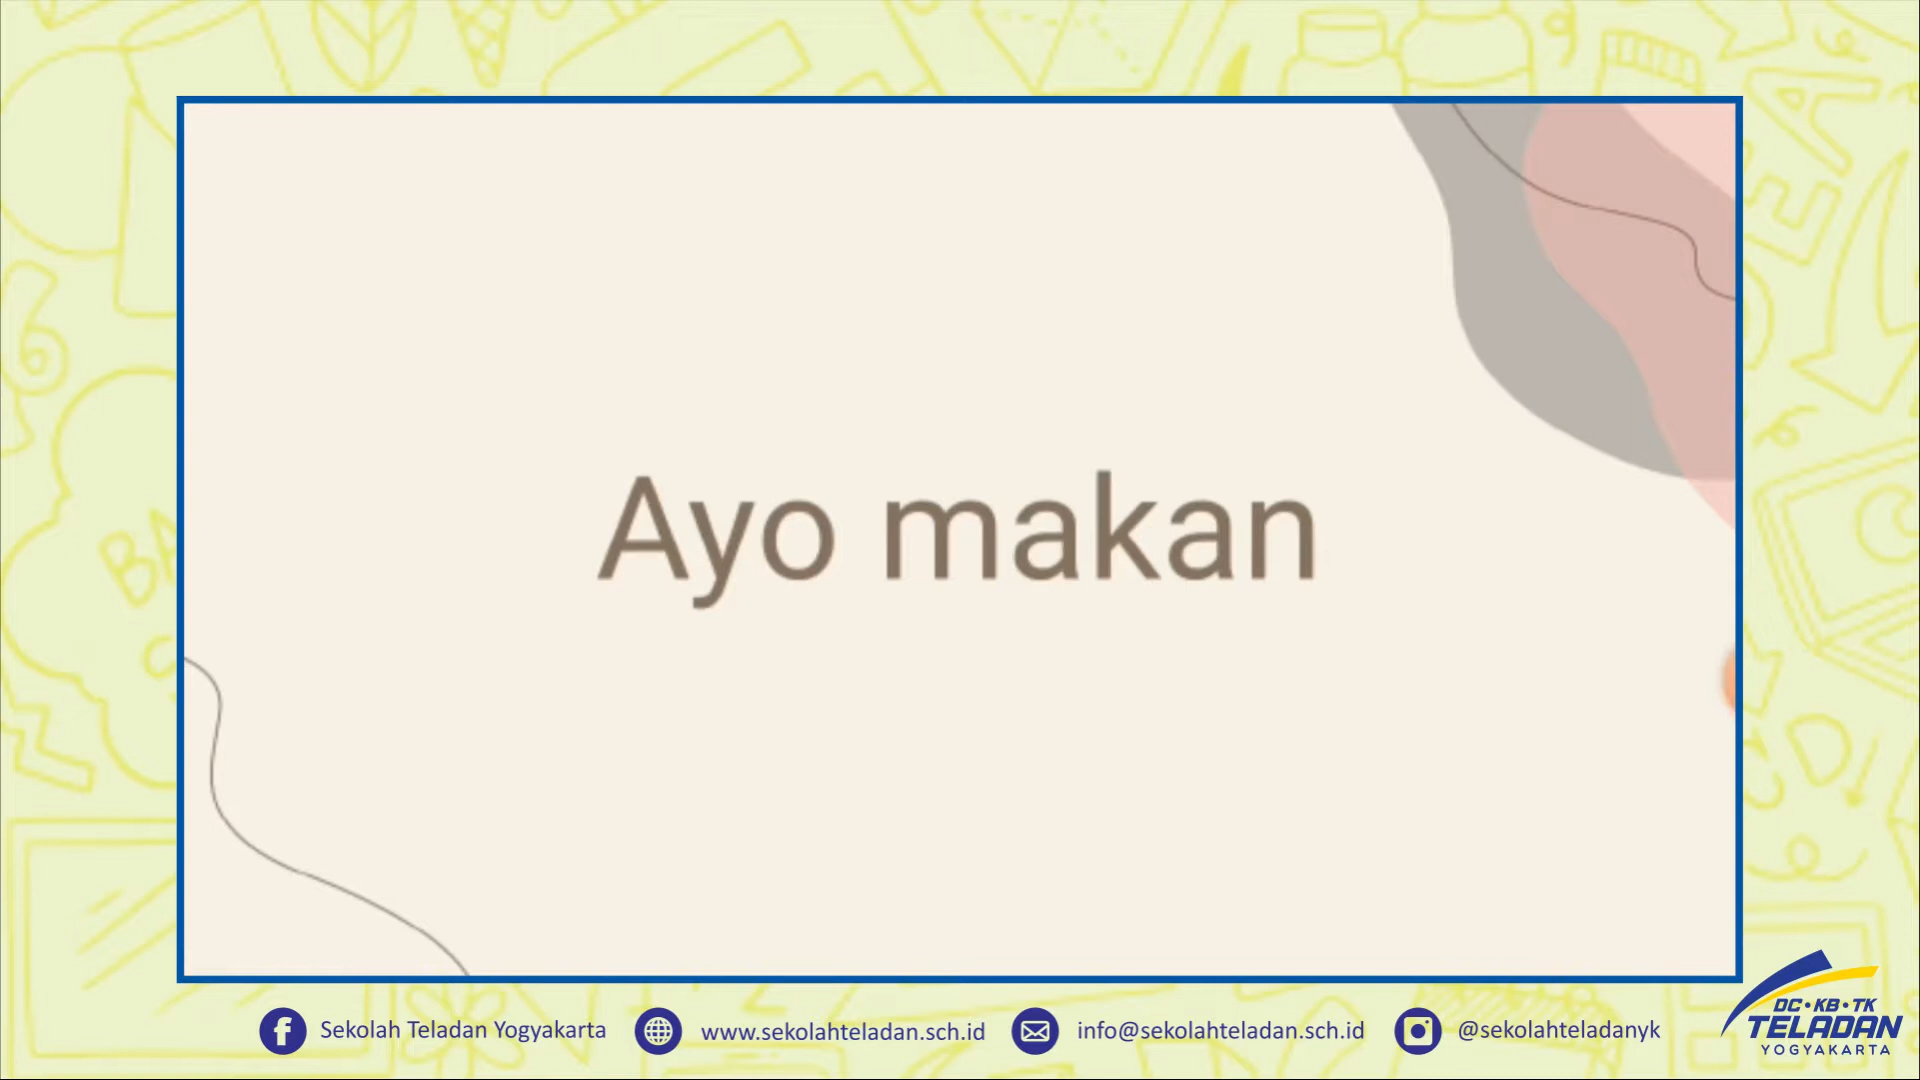 Ayo makan
Sekolah Teladan Yogyakarta
www.sekolahteladan.sch.id
info@sekolahteladan.sch.id
@sekolahteladanyk
DC•KB•TK
TELADAN
YOGYAKARTA